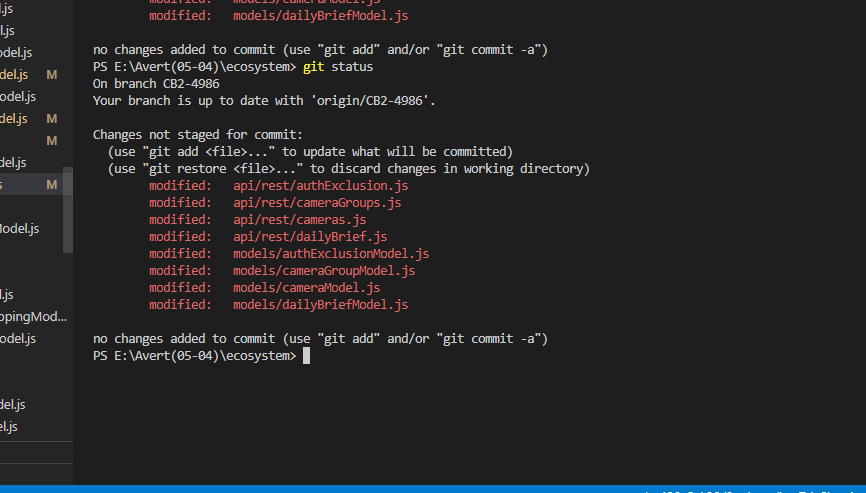 modified: models/cameraModel.js
modified: models/dailyBriefModel.js
no changes added to commit (use "git add" and/or "git commit -a")
PS E:\Avert(05-04)\ecosystem> git status
On branch CB2-4986
Your branch is up to date with 'origin/CB2-4986'.
Changes not staged for commit:
(use "git add <file>..." to update what will be committed)
(use "git restore <file>..." to discard changes in working directory)
modified: api/rest/authExclusion.js
modified: api/rest/cameraGroups.js
modified: api/rest/cameras.js
modified: api/rest/dailyBrief.js
modified: models/authExclusionModel.js
modified: models/cameraGroupModel.js
modified: models/cameraModel.js
modified: models/dailyBriefModel.js
no changes added to commit (use "git add" and/or "git commit -a")
PS E:\Avert(05-04)\ecosystem>
l.js
l.js
odel.js
del.js M
odel.js
del.js M
M
del.js
s M
Model.js
l.js
ppingMod...
odel.js
del.js
el.js